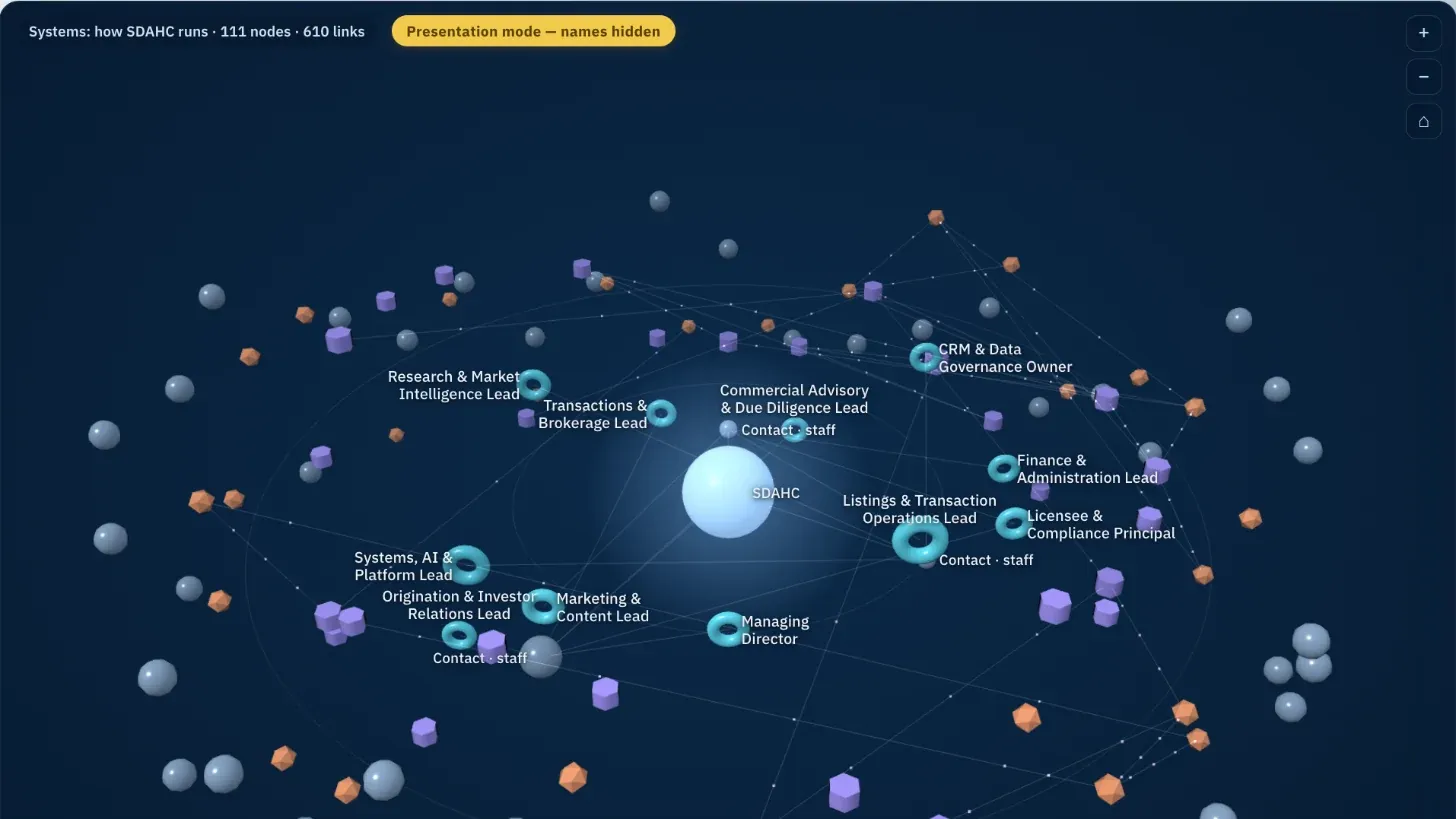 Systems: how SDAHC runs · 111 nodes · 610 links
Presentation mode — names hidden
+
−
⌂
CRM & Data
Governance Owner
Research & Market
Intelligence Lead
Transactions &
Brokerage Lead
Commercial Advisory
& Due Diligence Lead
Contact · staff
Finance &
Administration Lead
SDAHC
Listings & Transaction
Operations Lead
Licensee &
Compliance Principal
Contact · staff
Systems, AI &
Platform Lead
Origination & Investor
Relations Lead
Marketing &
Content Lead
Managing
Director
Contact · staff